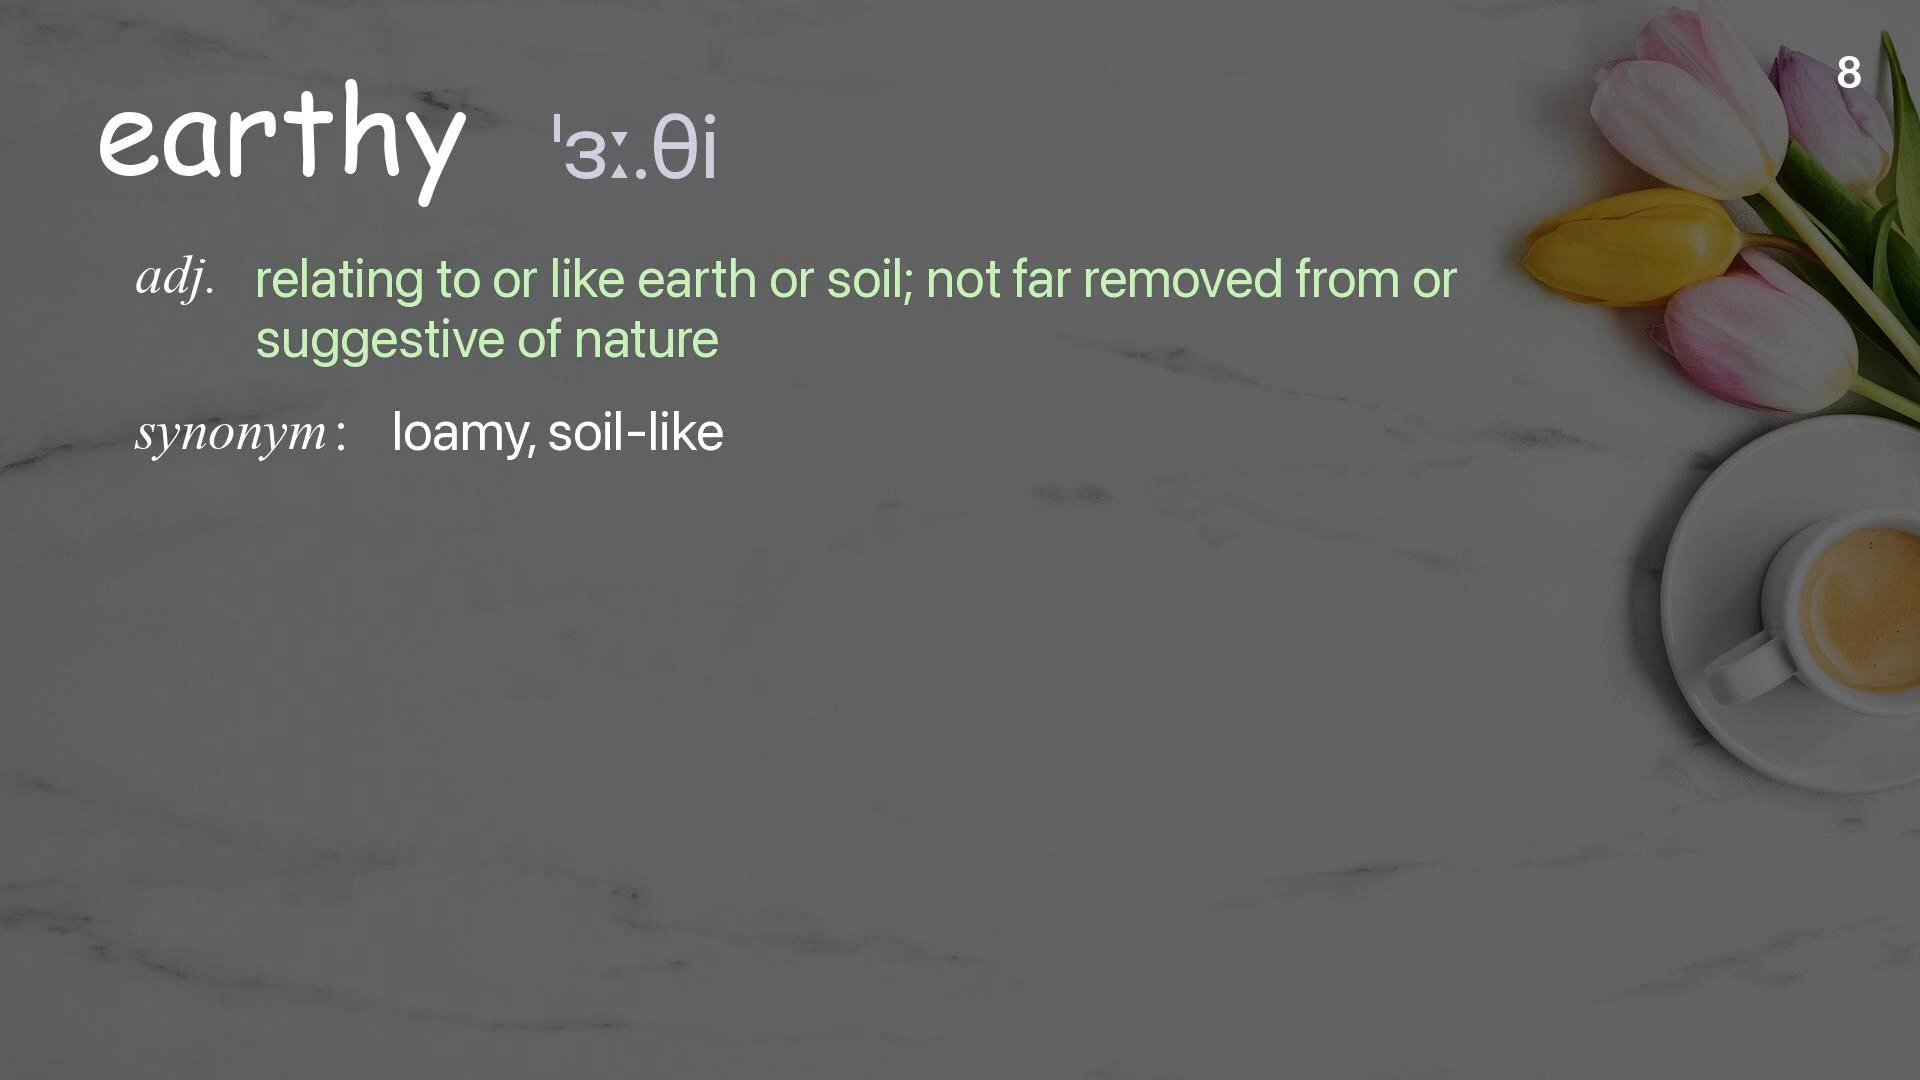 8
earthy ˈɜː.θi
adj. relating to or like earth or soil; not far removed from or
suggestive of nature
synonym : loamy, soil-like